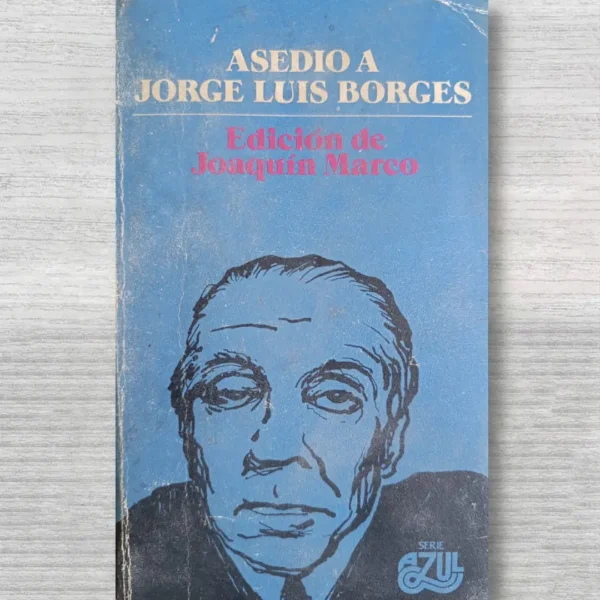 ASEDIO A
JORGE LUIS BORGES
Edición de
Joaquín Marco
SERIE
AZUL